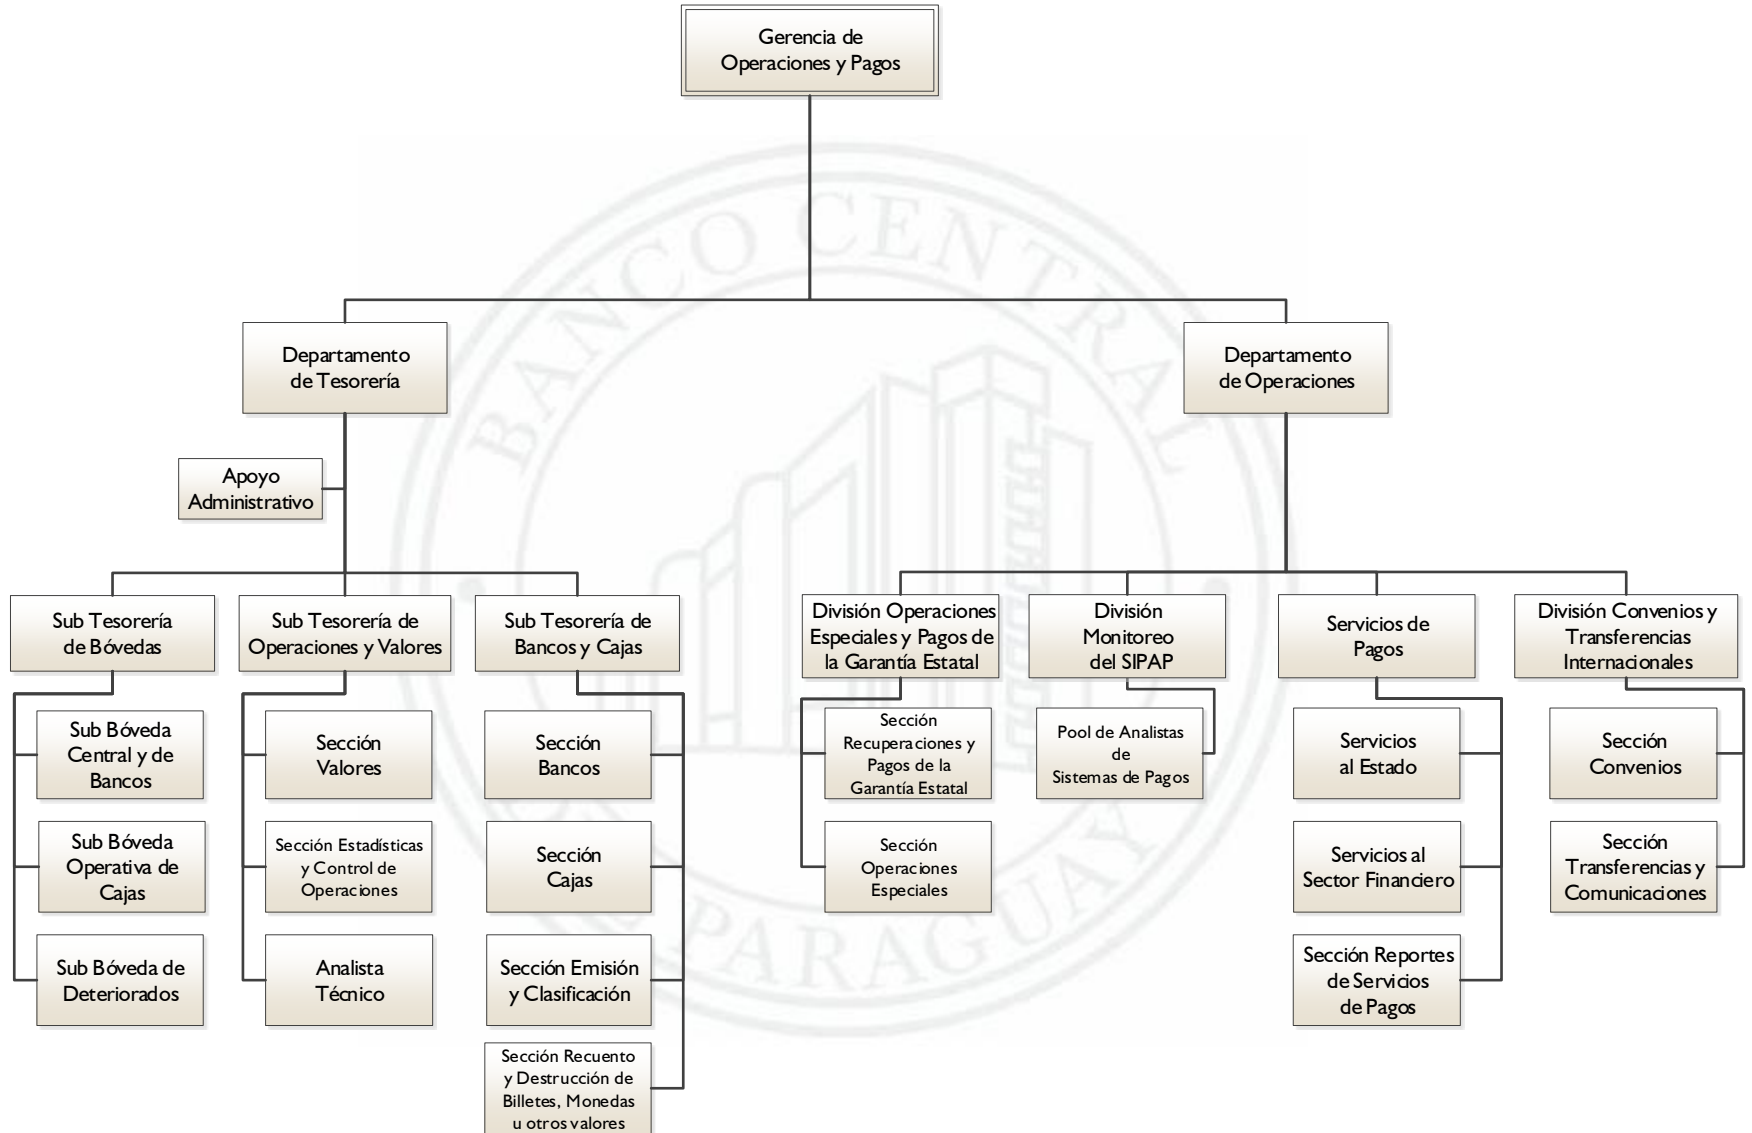 Gerencia de
Operaciones y Pagos
BANCO CENTRAL
DEL PARAGUAY
Departamento
de Tesorería
Departamento
de Operaciones
Apoyo
Administrativo
Sub Tesorería
de Bóvedas
Sub Tesorería de
Operaciones y Valores
Sub Tesorería de
Bancos y Cajas
División Operaciones
Especiales y Pagos de
la Garantía Estatal
División
Monitoreo
del SIPAP
Servicios de
Pagos
División Convenios y
Transferencias
Internacionales
Sub Bóveda
Central y de
Bancos
Sección
Valores
Sección
Bancos
Sección
Recuperaciones y
Pagos de la
Garantía Estatal
Pool de Analistas
de
Sistemas de Pagos
Servicios
al Estado
Sección
Convenios
Sub Bóveda
Operativa de
Cajas
Sección Estadísticas
y Control de
Operaciones
Sección
Cajas
Sección
Operaciones
Especiales
Servicios al
Sector Financiero
Sección
Transferencias y
Comunicaciones
Sub Bóveda de
Deteriorados
Analista
Técnico
Sección Emisión
y Clasificación
Sección Reportes
de Servicios
de Pagos
Sección Recuento
y Destrucción de
Billetes, Monedas
u otros valores